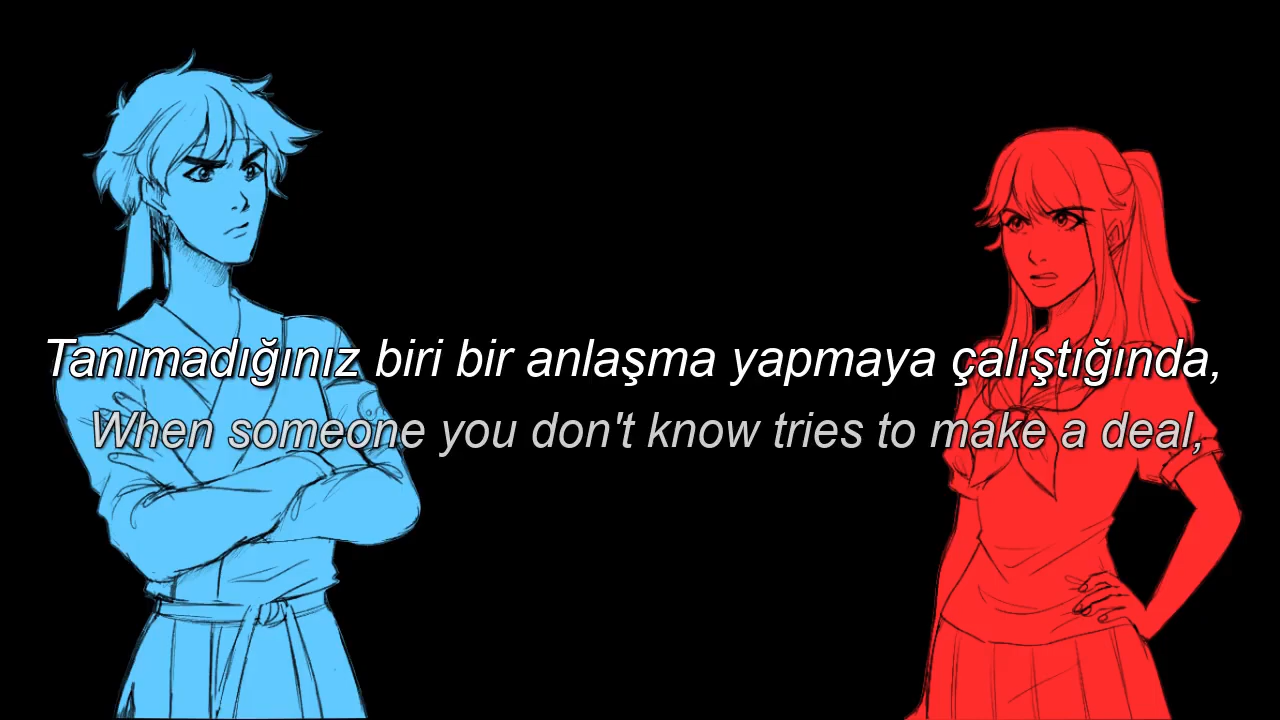 Tanımadığınız biri bir anlaşma yapmaya çalıştığında,
When someone you don't know tries to make a deal,